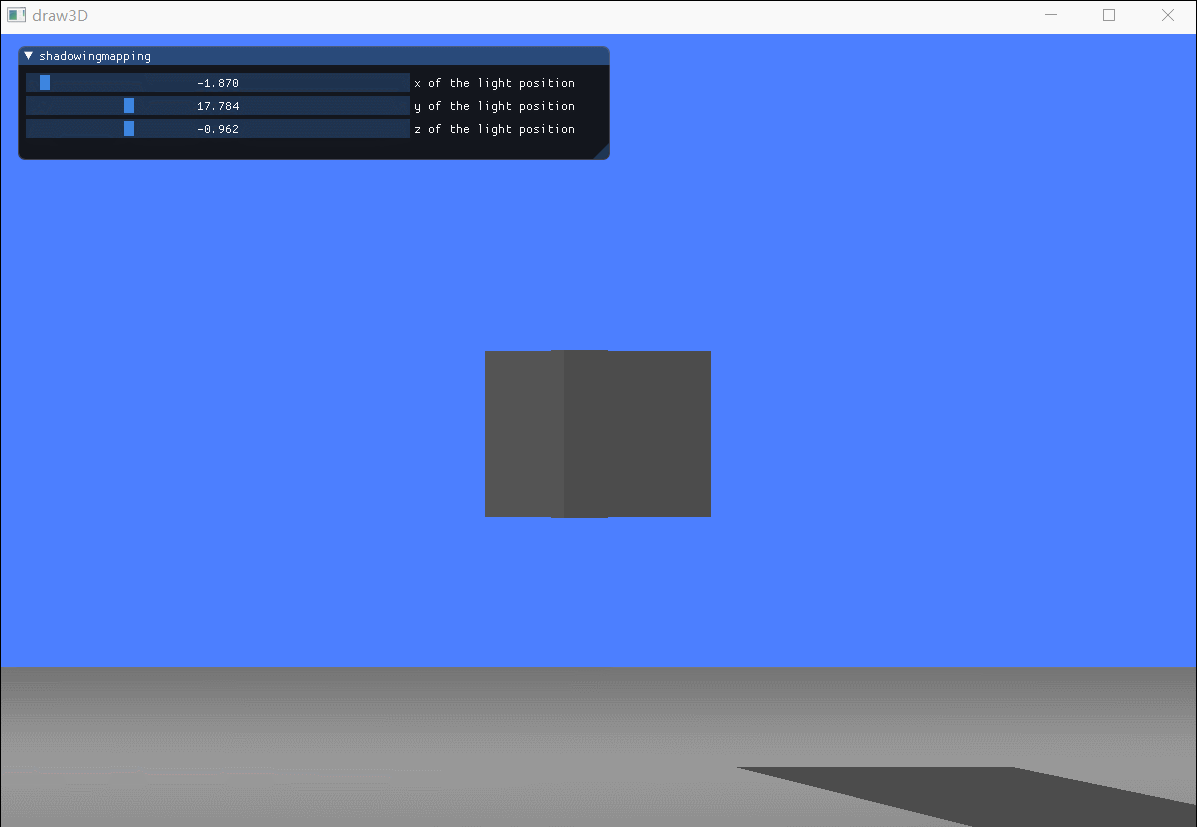 draw3D
shadowingmapping
-1.870 x of the light position
17.784 y of the light position
-0.962 z of the light position